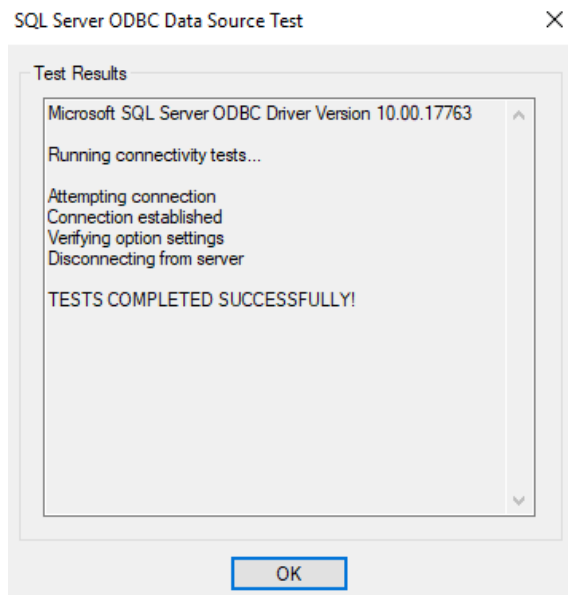 SQL Server ODBC Data Source Test
Test Results
Microsoft SQL Server ODBC Driver Version 10.00.17763
Running connectivity tests...
Attempting connection
Connection established
Verifying option settings
Disconnecting from server
TESTS COMPLETED SUCCESSFULLY!
OK